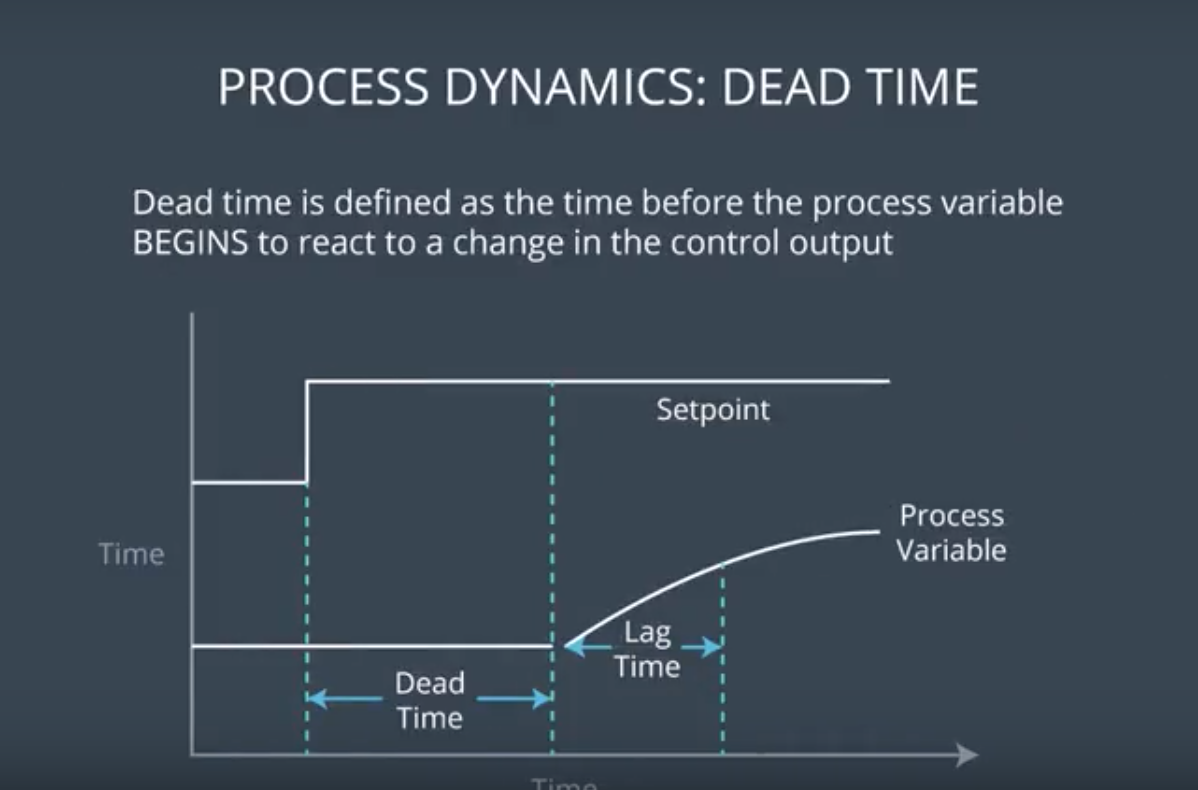 PROCESS DYNAMICS: DEAD TIME
Dead time is defined as the time before the process variable
BEGINS to react to a change in the control output
Setpoint
Process
Variable
Time
Lag
Time
Dead
Time
Time